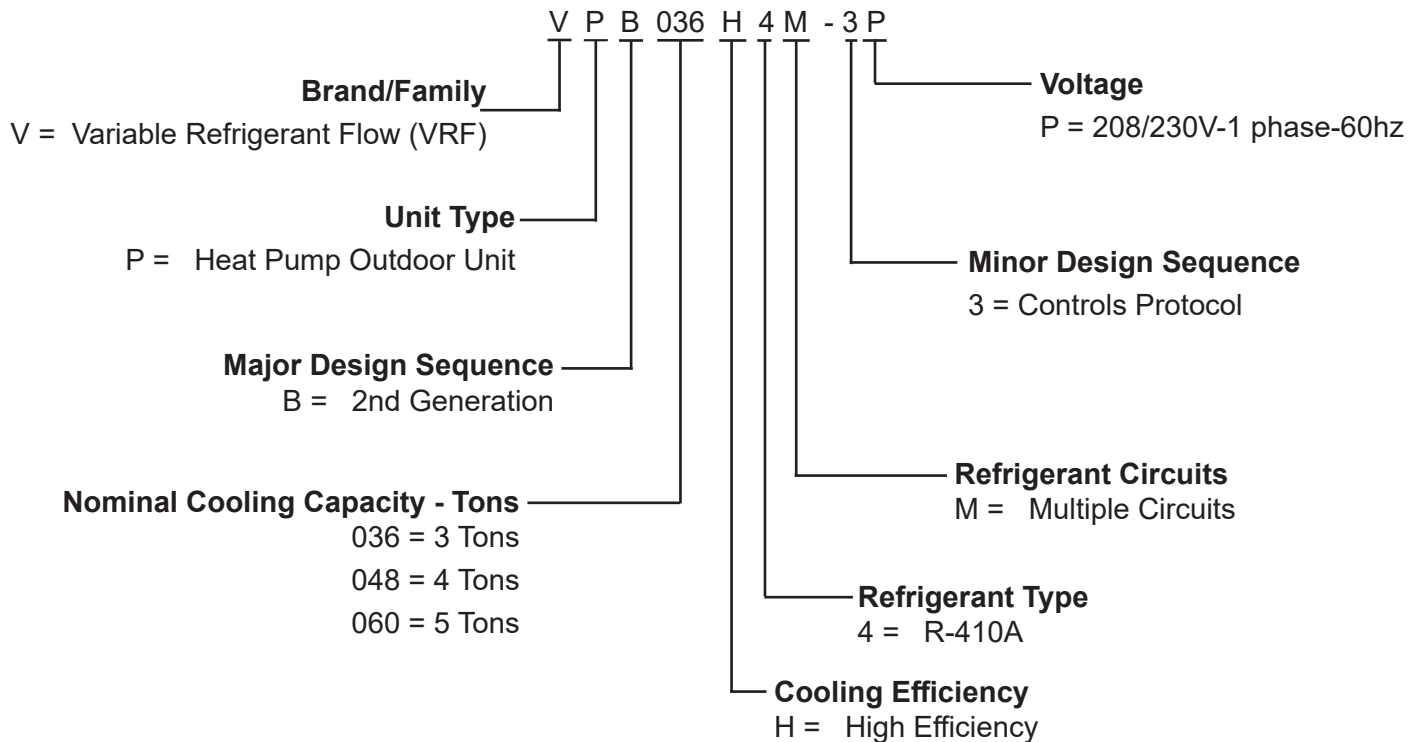 V P B 036 H 4 M - 3 P
Brand/Family
V = Variable Refrigerant Flow (VRF)
Voltage
P = 208/230V-1 phase-60hz
Unit Type
P = Heat Pump Outdoor Unit
Minor Design Sequence
3 = Controls Protocol
Major Design Sequence
B = 2nd Generation
Refrigerant Circuits
M = Multiple Circuits
Nominal Cooling Capacity - Tons
036 = 3 Tons
048 = 4 Tons
060 = 5 Tons
Refrigerant Type
4 = R-410A
Cooling Efficiency
H = High Efficiency